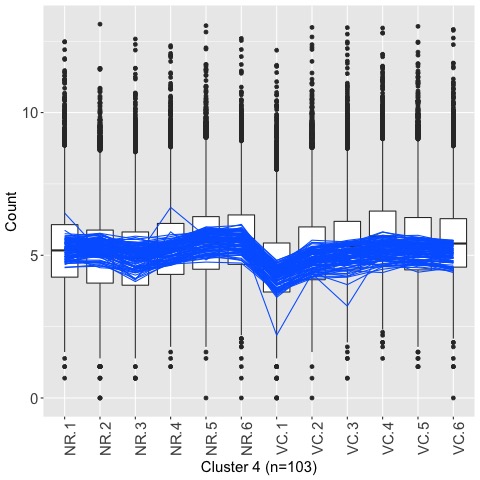 Count
10
5
0
NR.1
NR.2
NR.3
NR.4
NR.5
NR.6
VC.1
VC.2
VC.3
VC.4
VC.5
VC.6
Cluster 4 (n=103)